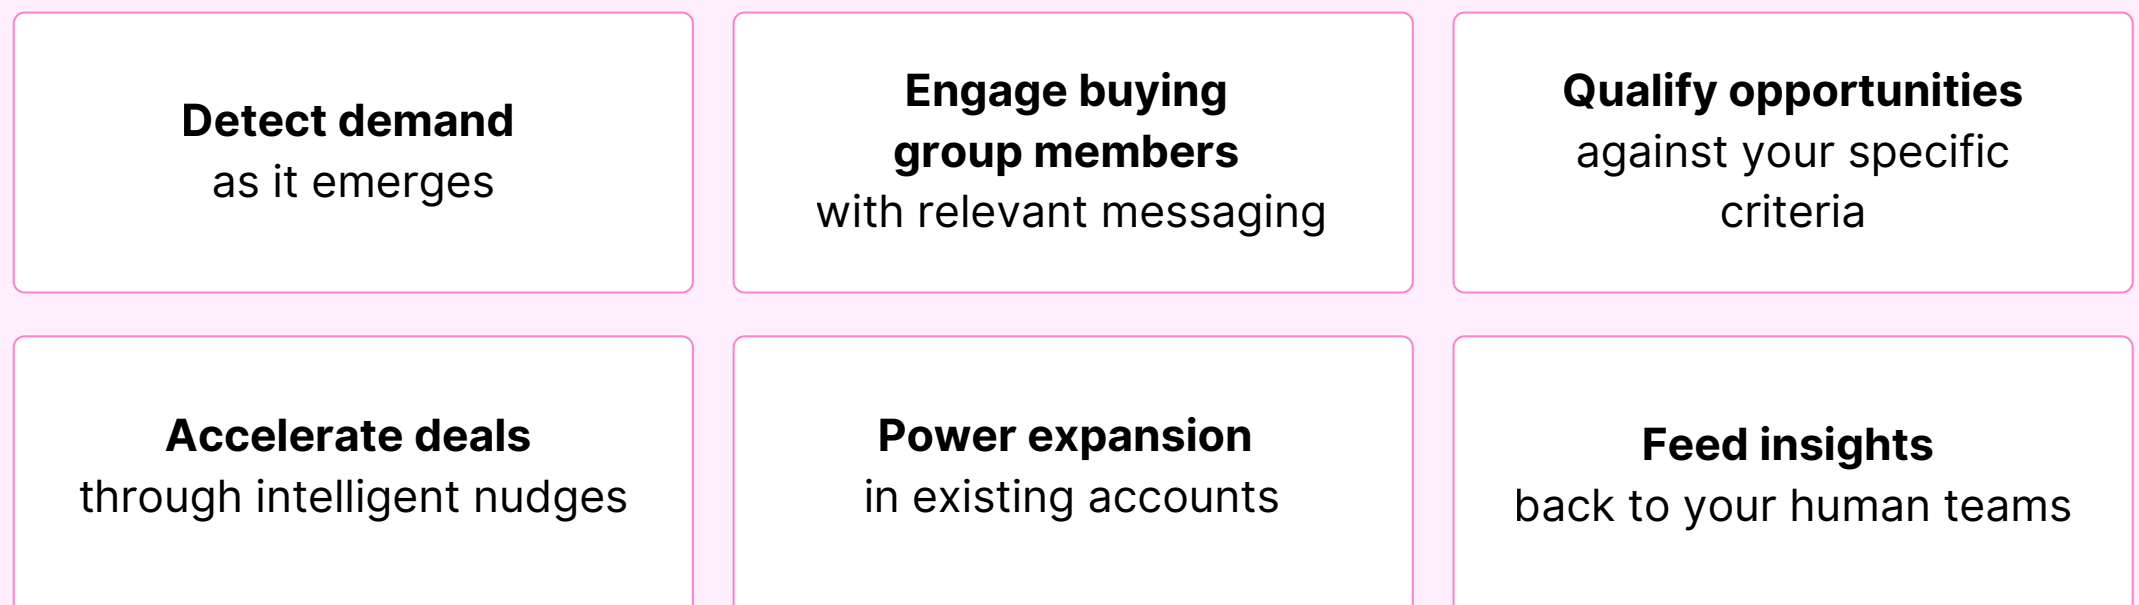 Detect demand
as it emerges
Engage buying
group members
with relevant messaging
Qualify opportunities
against your specific
criteria
Accelerate deals
through intelligent nudges
Power expansion
in existing accounts
Feed insights
back to your human teams